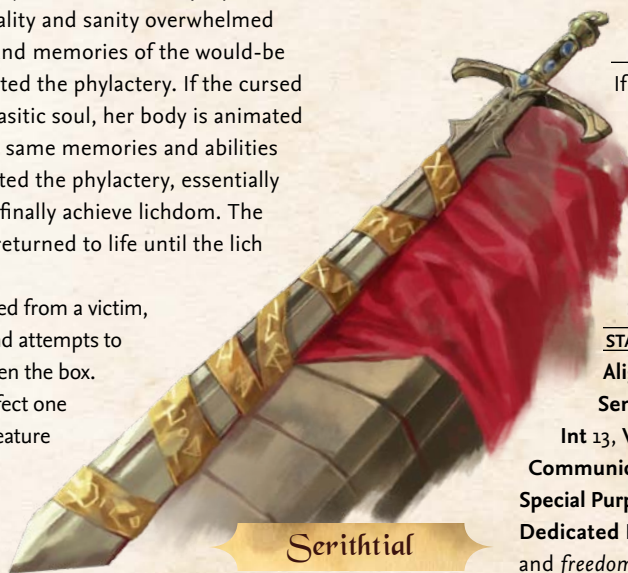 ality and sanity overwhelmed
nd memories of the would-be
ted the phylactery. If the cursed
asitic soul, her body is animated
same memories and abilities
ted the phylactery, essentially
finally achieve lichdom. The
returned to life until the lich
ed from a victim,
nd attempts to
en the box.
fect one
eature
Serithtial
If
STA
Ali
Sen
Int 13, W
Communic
Special Purp
Dedicated P
and freedom